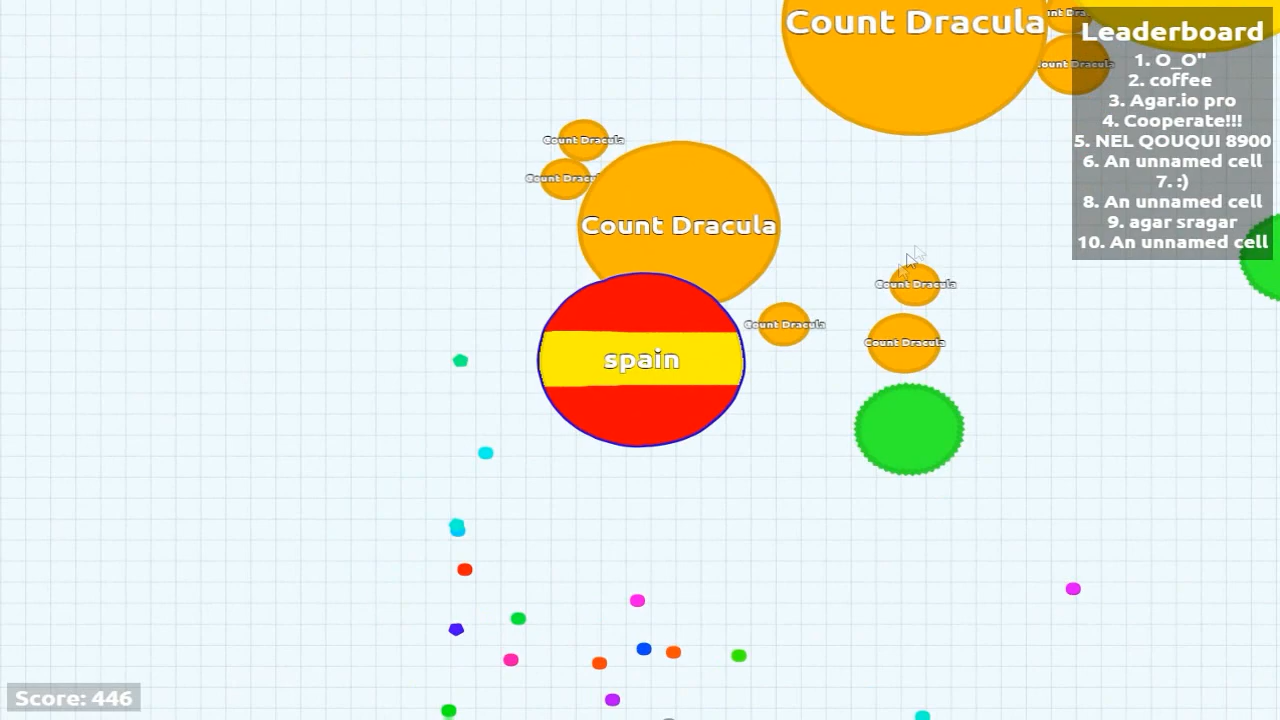 Count Dracula
Count Dracula
Count Dracula
Count Dracula
Count Dracula
spain
Count Dracula
Count Dracula
Leaderboard
1. O_O"
2. coffee
3. Agar.io pro
4. Cooperate!!!
5. NEL QOUQUI 8900
6. An unnamed cell
7. :)
8. An unnamed cell
9. agar sragar
10. An unnamed cell
Score: 446